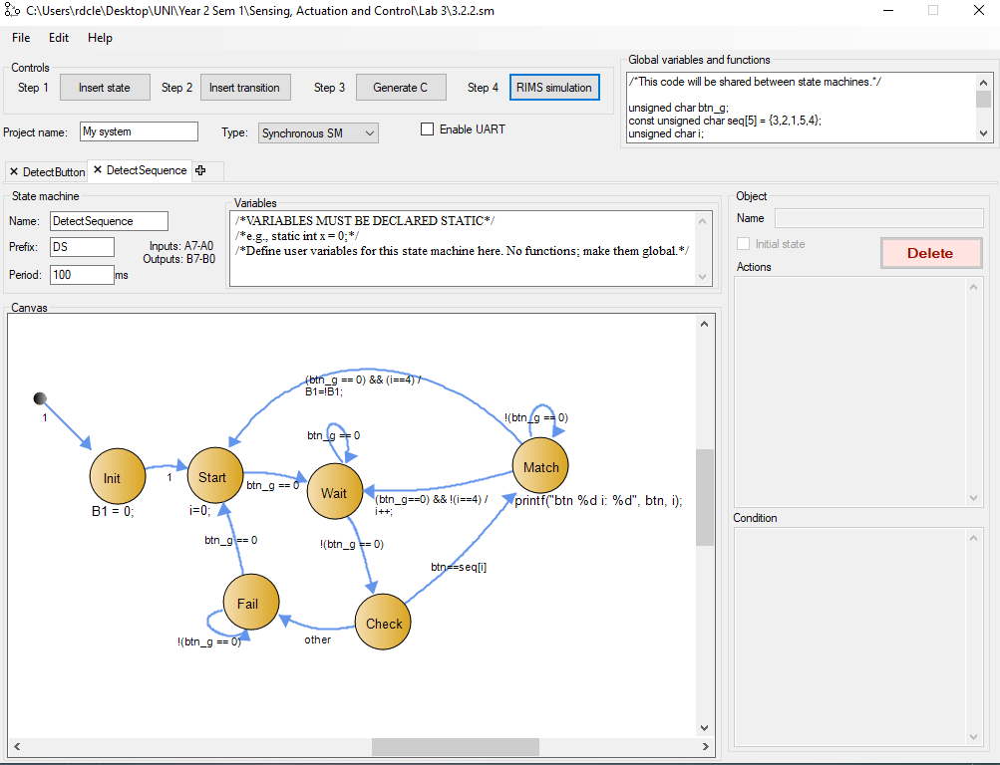 C:\Users\rdcle\Desktop\UNI\Year 2 Sem 1\Sensing, Actuation and Control\Lab 3\3.2.2.sm
File Edit Help
Controls
Step 1 Insert state Step 2 Insert transition Step 3 Generate C Step 4 RIMS simulation
Project name: My system Type: Synchronous SM Enable UART
Global variables and functions
/*This code will be shared between state machines.*/
unsigned char btn_g;
const unsigned char seq[5] = {3,2,1,5,4};
unsigned char i;
DetectButton DetectSequence
State machine
Name: DetectSequence
Prefix: DS
Inputs: A7-A0
Outputs: B7-B0
Period: 100 ms
Variables
/*VARIABLES MUST BE DECLARED STATIC*/
/*e.g., static int x = 0;*/
/*Define user variables for this state machine here. No functions; make them global.*/
Object
Name
Initial state
Delete
Actions
Condition
Canvas
(btn_g == 0) && (i==4) /
B1=!B1;
1
!(btn_g == 0)
btn_g == 0
Init
1
Start
btn_g == 0
Wait
Match
B1 = 0;
i=0;
(btn_g==0) && !(i==4) /
i++;
printf("btn %d i: %d", btn, i);
btn_g == 0
!(btn_g == 0)
btn==seq[i]
Fail
Check
!(btn_g == 0)
other